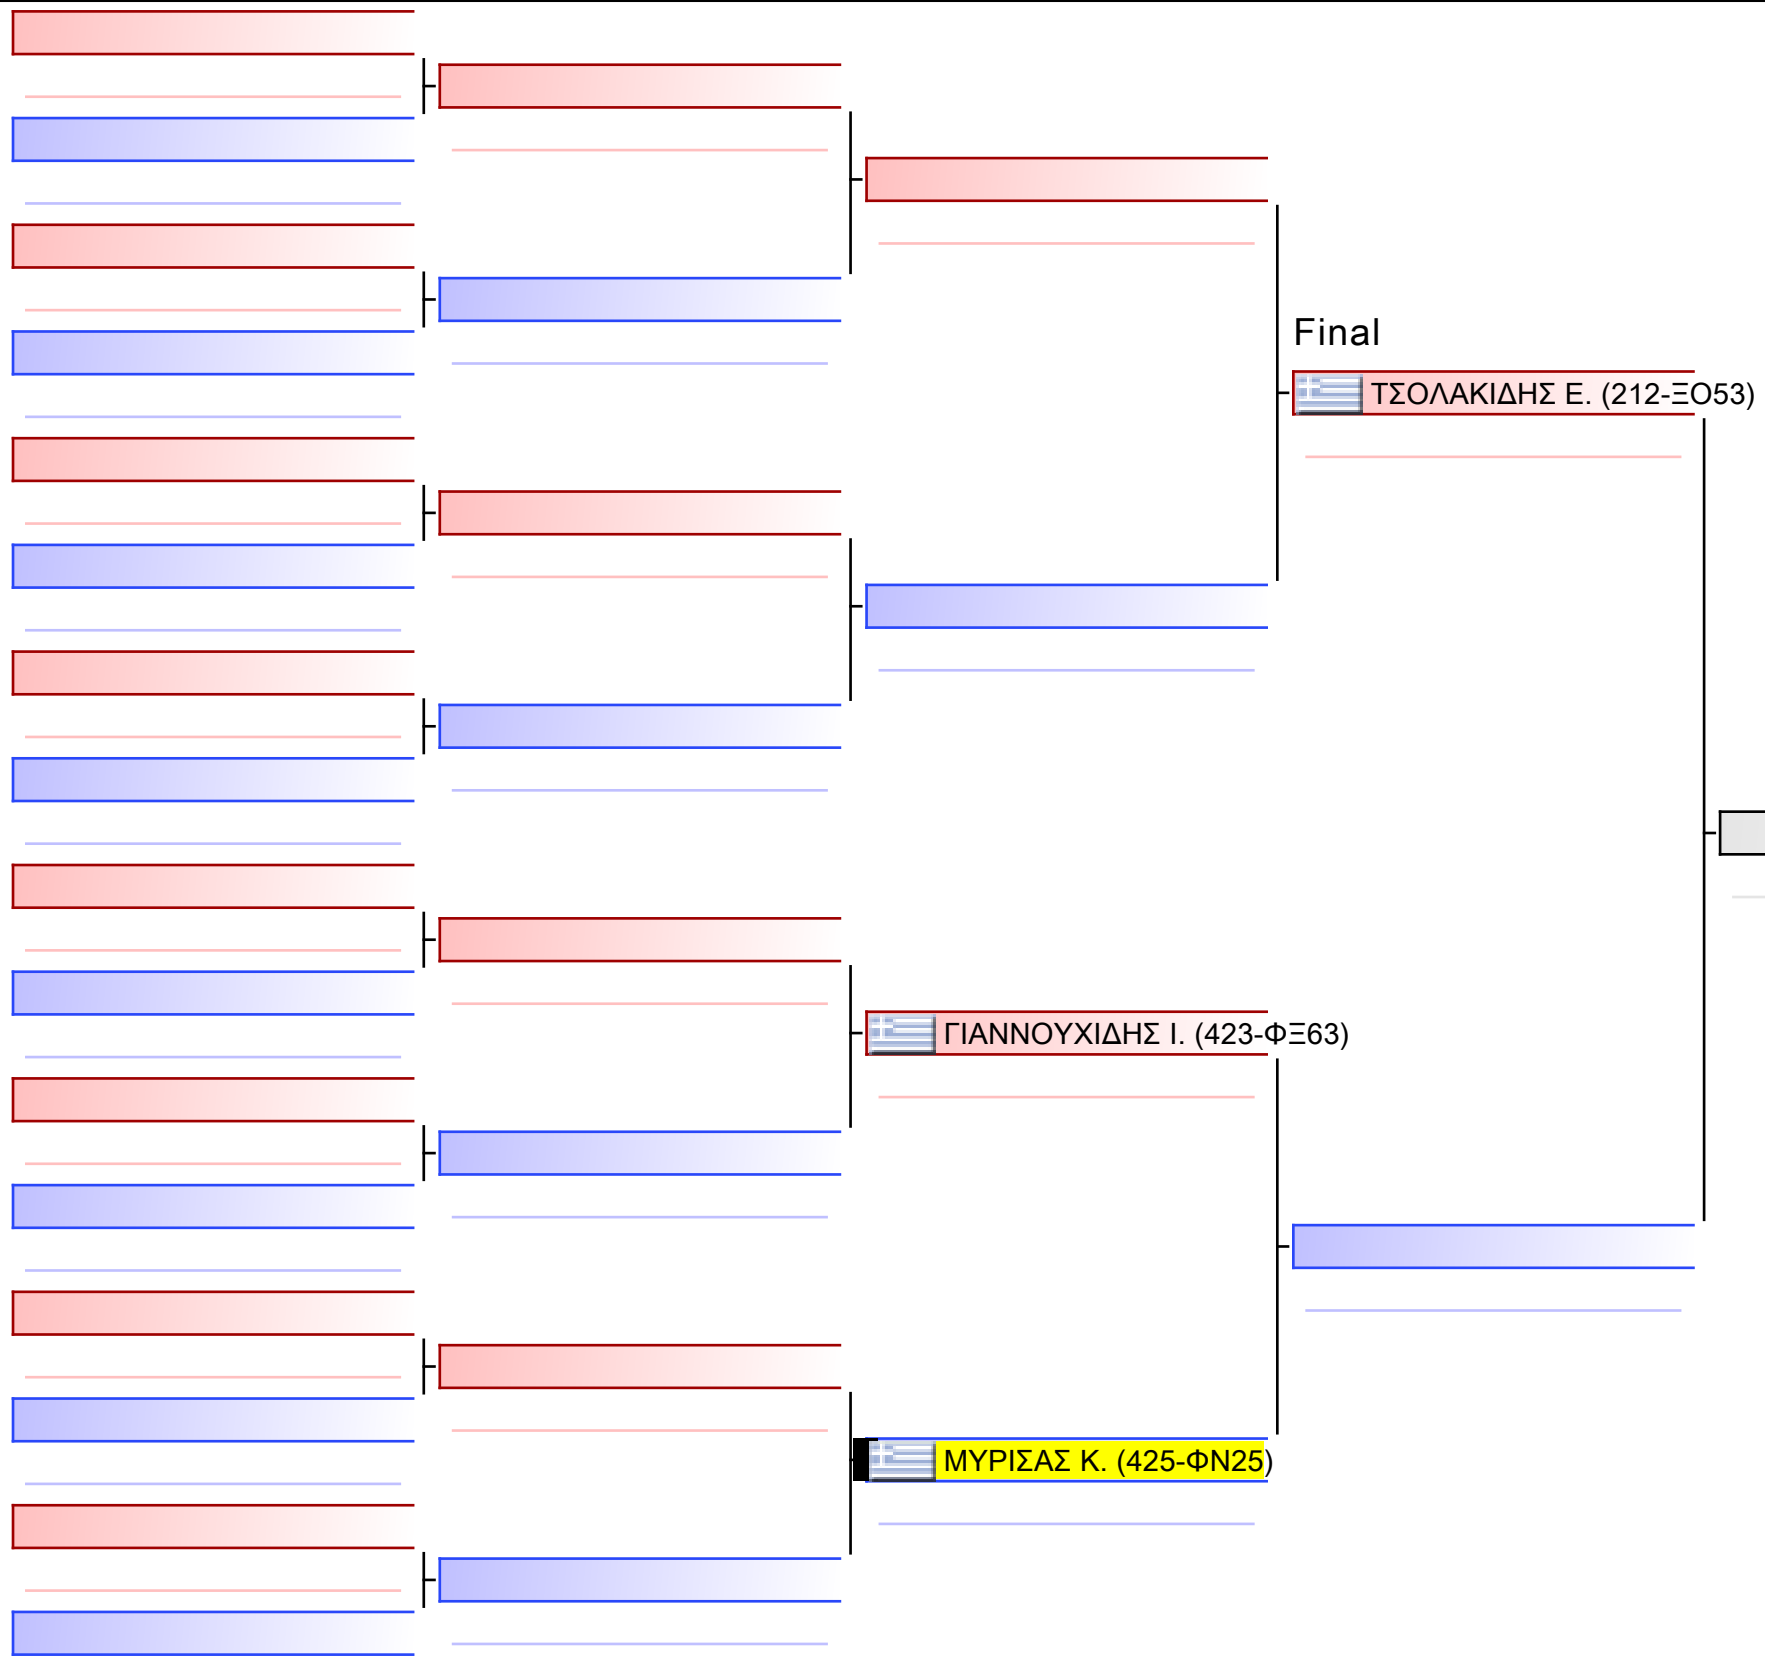 Final
ΤΣΟΛΑΚΙΔΗΣ Ε. (212-ΞΟ53)
ΓΙΑΝΝΟΥΧΙΔΗΣ Ι. (423-ΦΞ63)
ΜΥΡΙΣΑΣ Κ. (425-ΦΝ25)